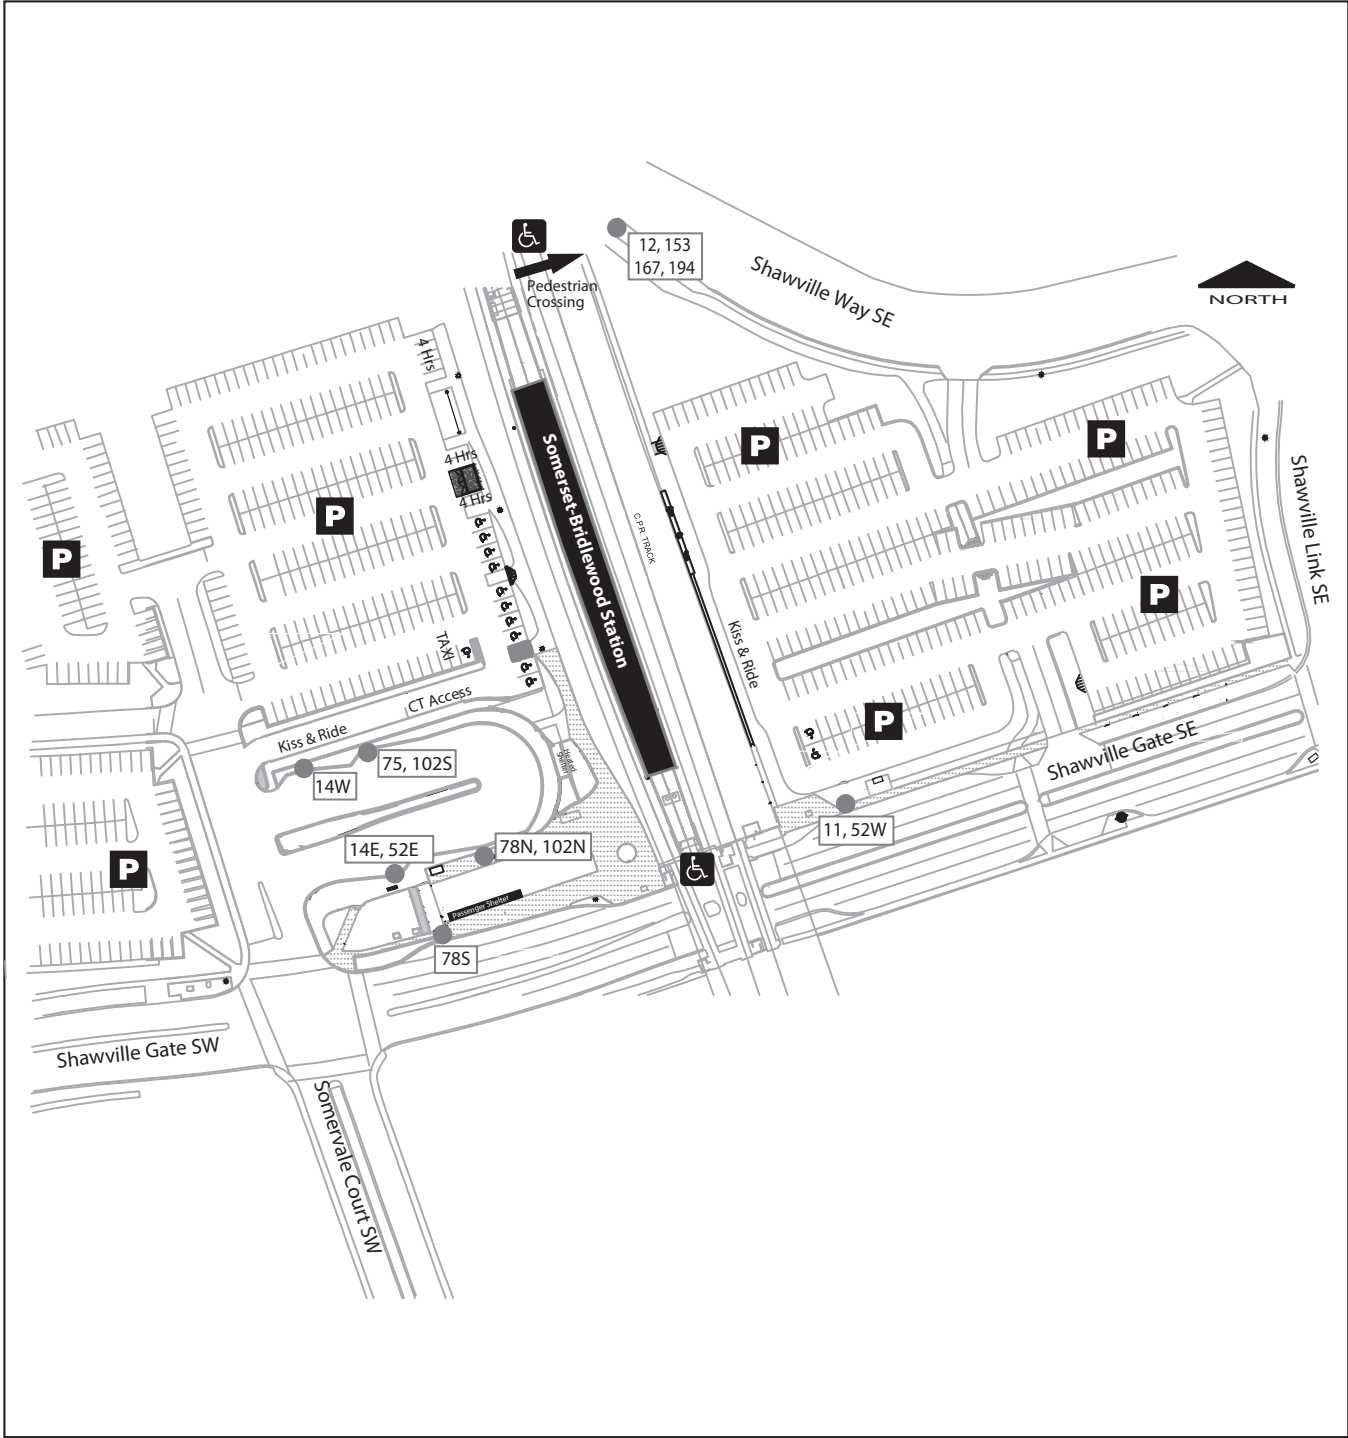 12, 153
167, 194
Pedestrian
Crossing
Shawville Way SE
NORTH
4 Hrs
4 Hrs
4 Hrs
Somerset-Bridlewood Station
C.P.R. TRACK
P
P
P
P
P
Shawville Link SE
TAXI
Kiss & Ride
P
CT Access
Kiss & Ride
75, 102S
14W
Heated
Shelter
Shawville Gate SE
11, 52W
14E, 52E
78N, 102N
P
Passenger Shelter
78S
Shawville Gate SW
Somervale Court SW